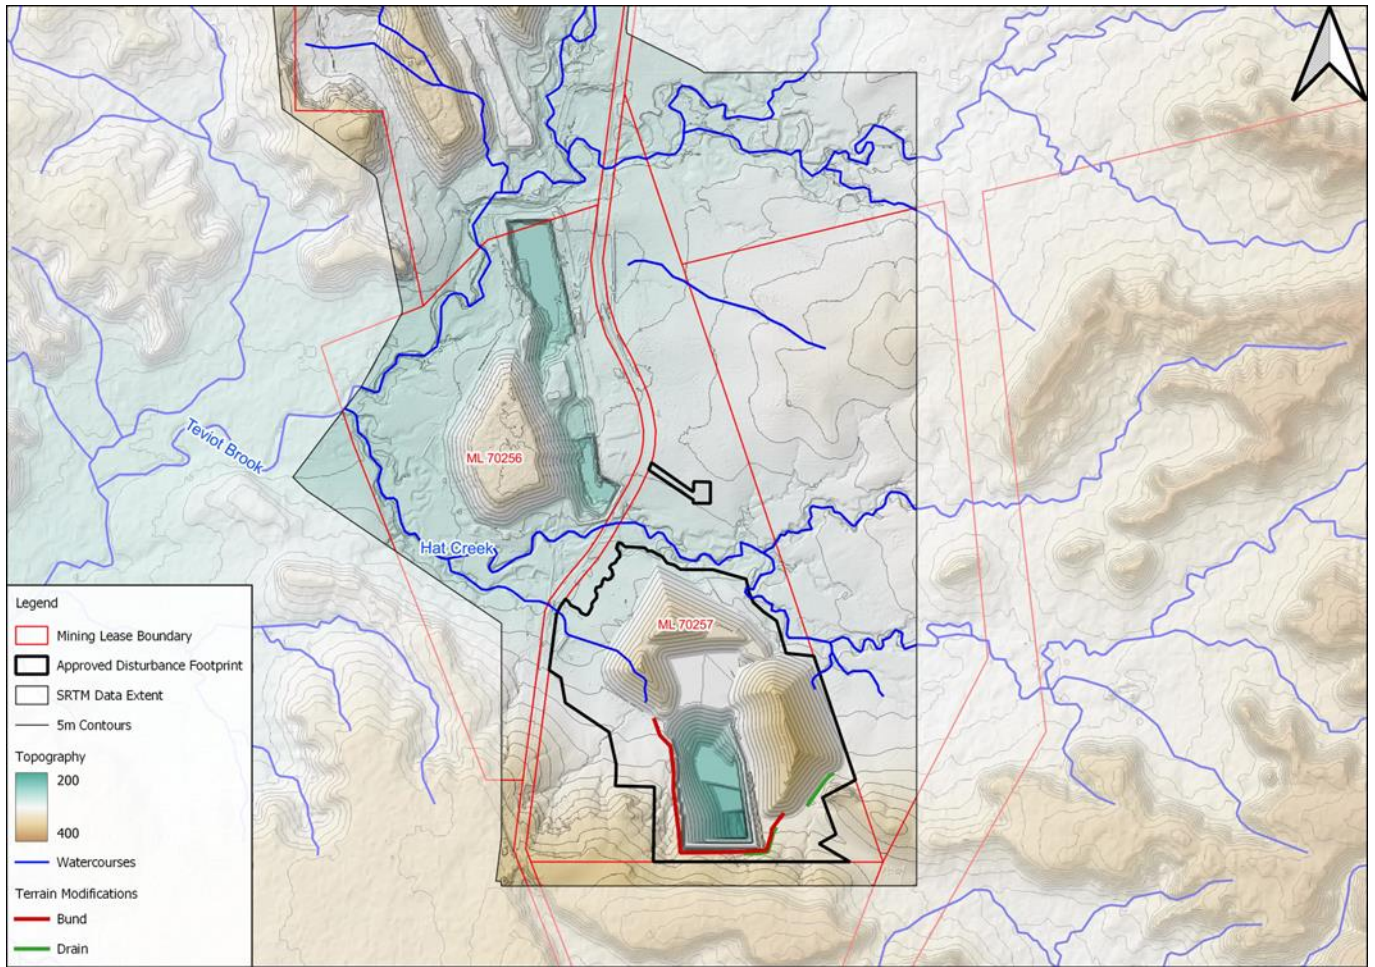 Teviot Brook
ML 70256
Hat Creek
ML 70257
Legend
Mining Lease Boundary
Approved Disturbance Footprint
SRTM Data Extent
5m Contours
Topography
200
400
Watercourses
Terrain Modifications
Bund
Drain